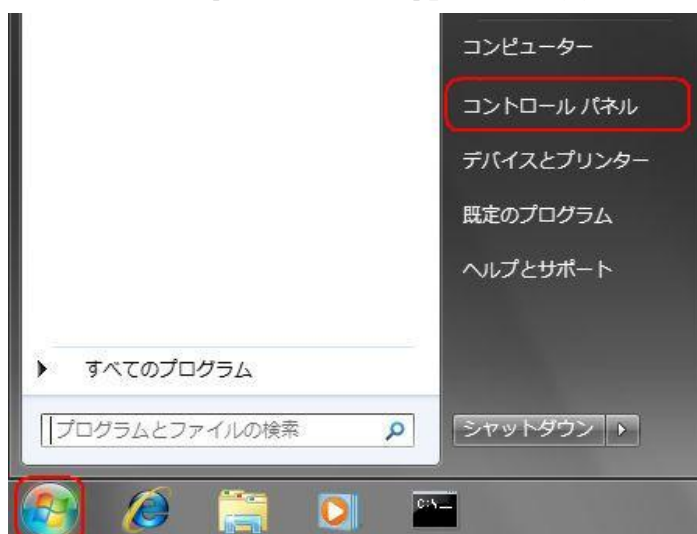 コンピューター
コントロール パネル
デバイスとプリンター
既定のプログラム
ヘルプとサポート
すべてのプログラム
プログラムとファイルの検索
シャットダウン
C:\_